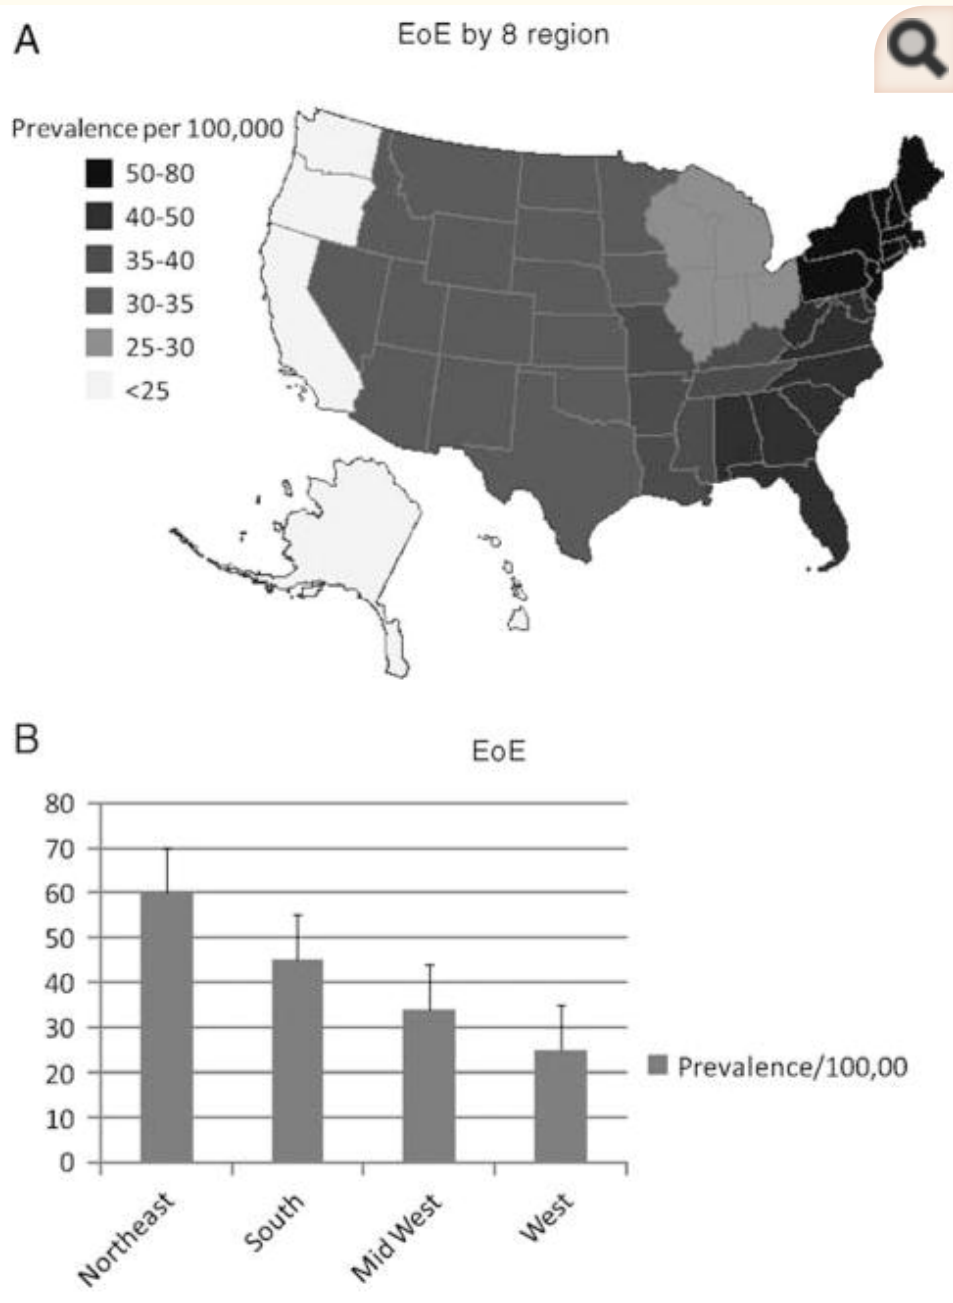 A
EoE by 8 region
Prevalence per 100,000
50-80
40-50
35-40
30-35
25-30
<25
B
EoE
80
70
60
50
40
30
20
10
0
Northeast
South
Mid West
West
Prevalence/100,00